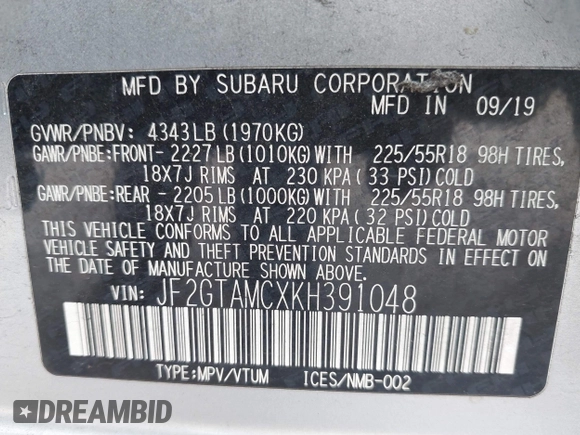 MFD BY SUBARU CORPORATION
MFD IN 09/19
GVWR/PNBV: 4343LB(1970KG)
GAWR/PNBE:FRONT- 2227LB(1010KG)WITH 225/55R18 98H TIRES,
18X7J RIMS AT 230 KPA( 33 PSI)COLD
GAWR/PNBE:REAR - 2205LB(1000KG)WITH 225/55R18 98H TIRES,
18X7J RIMS AT 220 KPA( 32 PSI)COLD
THIS VEHICLE CONFORMS TO ALL APPLICABLE FEDERAL MOTOR
VEHICLE SAFETY AND THEFT PREVENTION STANDARDS IN EFFECT
ON THE DATE OF MANUFACTURE SHOWN ABOVE.
VIN: JF2GTAMCXKH391048
TYPE:MPV/VTUM ICES/NMB-002
DREAMBID